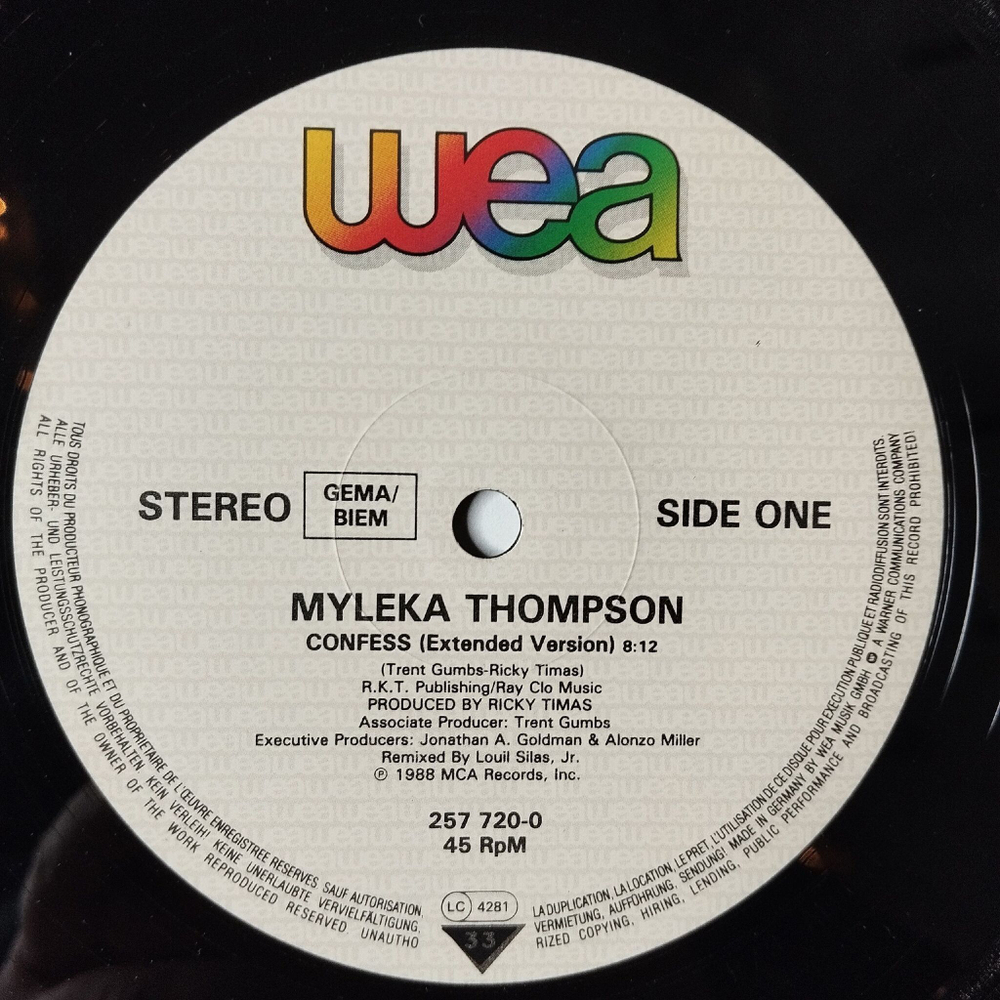 wea
STEREO
GEMA/
BIEM
SIDE ONE
MYLEKA THOMPSON
CONFESS (Extended Version) 8:12
(Trent Gumbs-Ricky Timas)
R.K.T. Publishing/Ray Clo Music
PRODUCED BY RICKY TIMAS
Associate Producer: Trent Gumbs
Executive Producers: Jonathan A. Goldman & Alonzo Miller
Remixed By Louil Silas, Jr.
℗ 1988 MCA Records, Inc.
257 720-0
45 RpM
LC 4281
33
TOUS DROITS DU PRODUCTEUR PHONOGRAPHIQUE ET DU PROPRIETAIRE DE L'ŒUVRE ENREGISTREE RESERVES. SAUF AUTORISATION, LA DUPLICATION, LA LOCATION, LE PRET, L'UTILISATION DE CE DISQUE POUR EXECUTION PUBLIQUE ET RADIODIFFUSION SONT INTERDITS.
ALLE URHEBER- UND LEISTUNGSSCHUTZRECHTE VORBEHALTEN. KEIN VERLEIH! KEINE UNERLAUBTE VERVIELFÄLTIGUNG, VERMIETUNG, AUFFÜHRUNG, SENDUNG! MADE IN GERMANY BY WEA MUSIK GMBH A WARNER COMMUNICATIONS COMPANY
ALL RIGHTS OF THE PRODUCER AND OF THE OWNER OF THE WORK REPRODUCED RESERVED. UNAUTHORIZED COPYING, HIRING, LENDING, PUBLIC PERFORMANCE AND BROADCASTING OF THIS RECORD PROHIBITED!